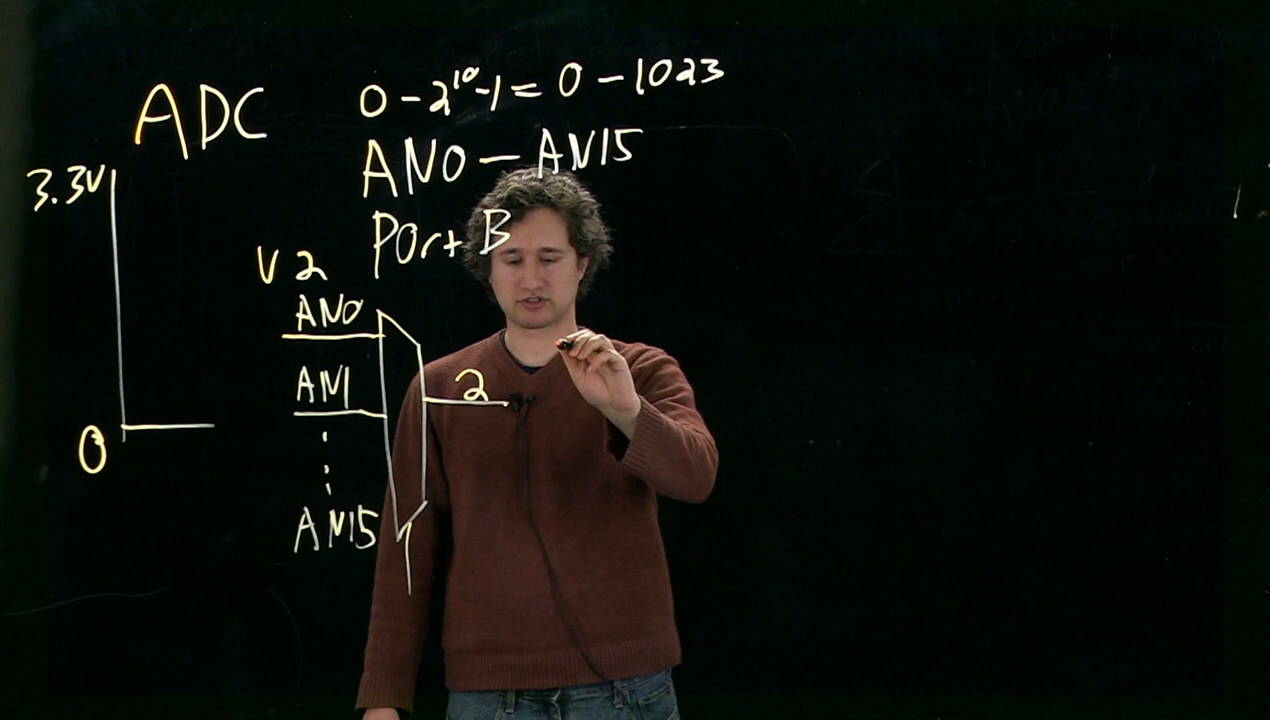 ADC
0 - 2^10 - 1 = 0 - 1023
AN0 - AN15
Port B
3.3V
0
V 2
AN0
AN1
2
AN15